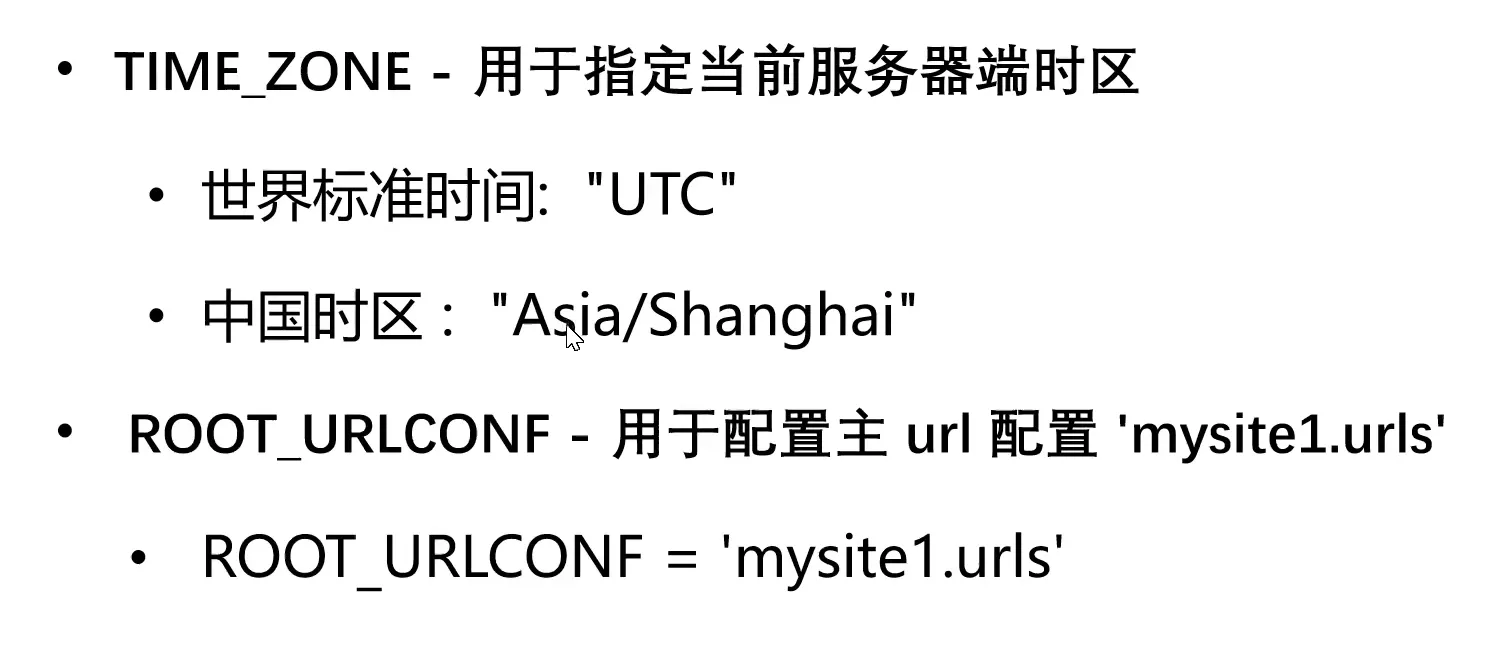 • TIME_ZONE - 用于指定当前服务器端时区
• 世界标准时间: "UTC"
• 中国时区： "Asia/Shanghai"
• ROOT_URLCONF - 用于配置主 url 配置 'mysite1.urls'
• ROOT_URLCONF = 'mysite1.urls'